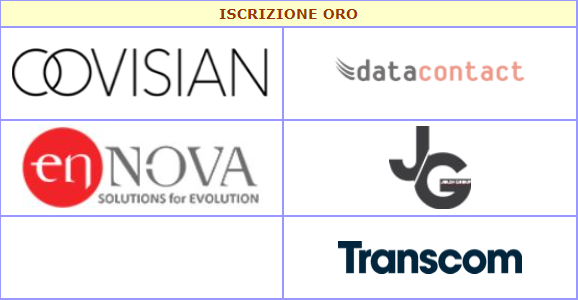 ISCRIZIONE ORO
COVISIAN
datacontact
en NOVA
SOLUTIONS for EVOLUTION
JG
Transcom